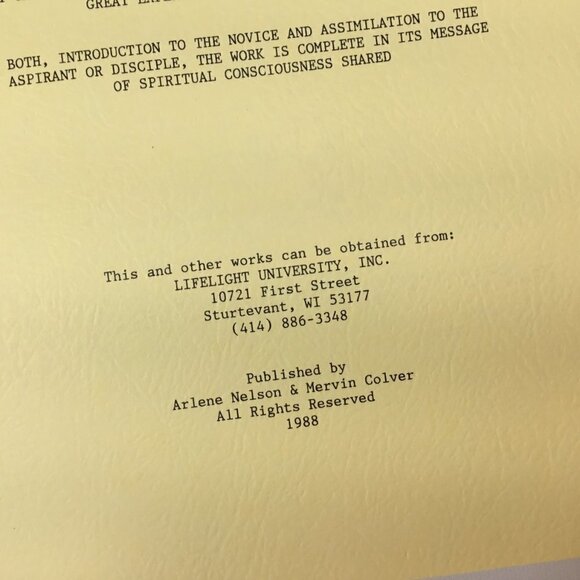 GREAT
BOTH, INTRODUCTION TO THE NOVICE AND ASSIMILATION TO THE
ASPIRANT OR DISCIPLE, THE WORK IS COMPLETE IN ITS MESSAGE
OF SPIRITUAL CONSCIOUSNESS SHARED
This and other works can be obtained from:
LIFELIGHT UNIVERSITY, INC.
10721 First Street
Sturtevant, WI 53177
(414) 886-3348
Published by
Arlene Nelson & Mervin Colver
All Rights Reserved
1988